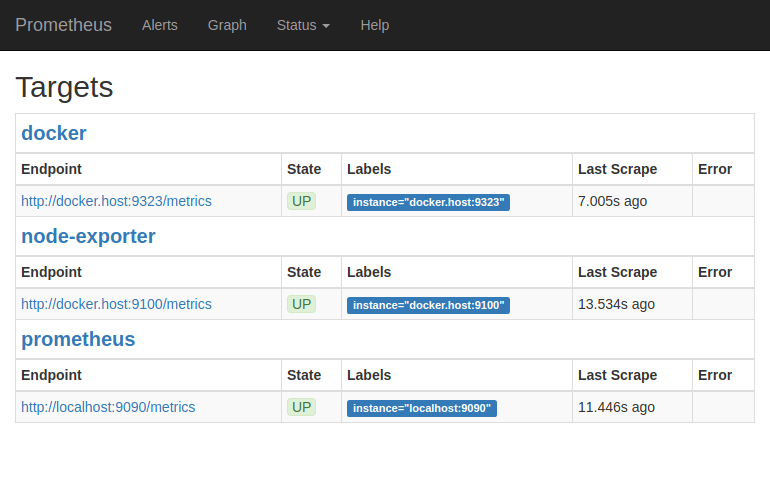 Prometheus Alerts Graph Status Help
Targets
docker
Endpoint State Labels Last Scrape Error
http://docker.host:9323/metrics UP instance="docker.host:9323" 7.005s ago
node-exporter
Endpoint State Labels Last Scrape Error
http://docker.host:9100/metrics UP instance="docker.host:9100" 13.534s ago
prometheus
Endpoint State Labels Last Scrape Error
http://localhost:9090/metrics UP instance="localhost:9090" 11.446s ago